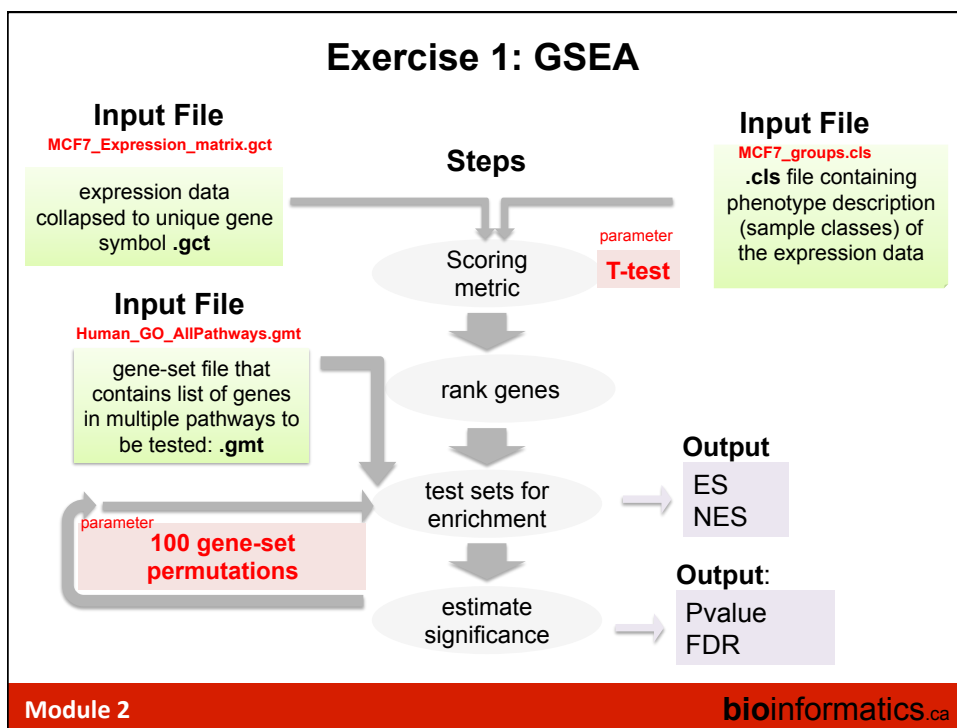 Exercise 1: GSEA
Input File
MCF7_Expression_matrix.gct
expression data
collapsed to unique gene
symbol .gct
Steps
Input File
MCF7_groups.cls
.cls file containing
phenotype description
(sample classes) of
the expression data
parameter
T-test
Scoring
metric
Input File
Human_GO_AllPathways.gmt
gene-set file that
contains list of genes
in multiple pathways to
be tested: .gmt
rank genes
test sets for
enrichment
Output
ES
NES
parameter
100 gene-set
permutations
estimate
significance
Output:
Pvalue
FDR
Module 2
bioinformatics.ca